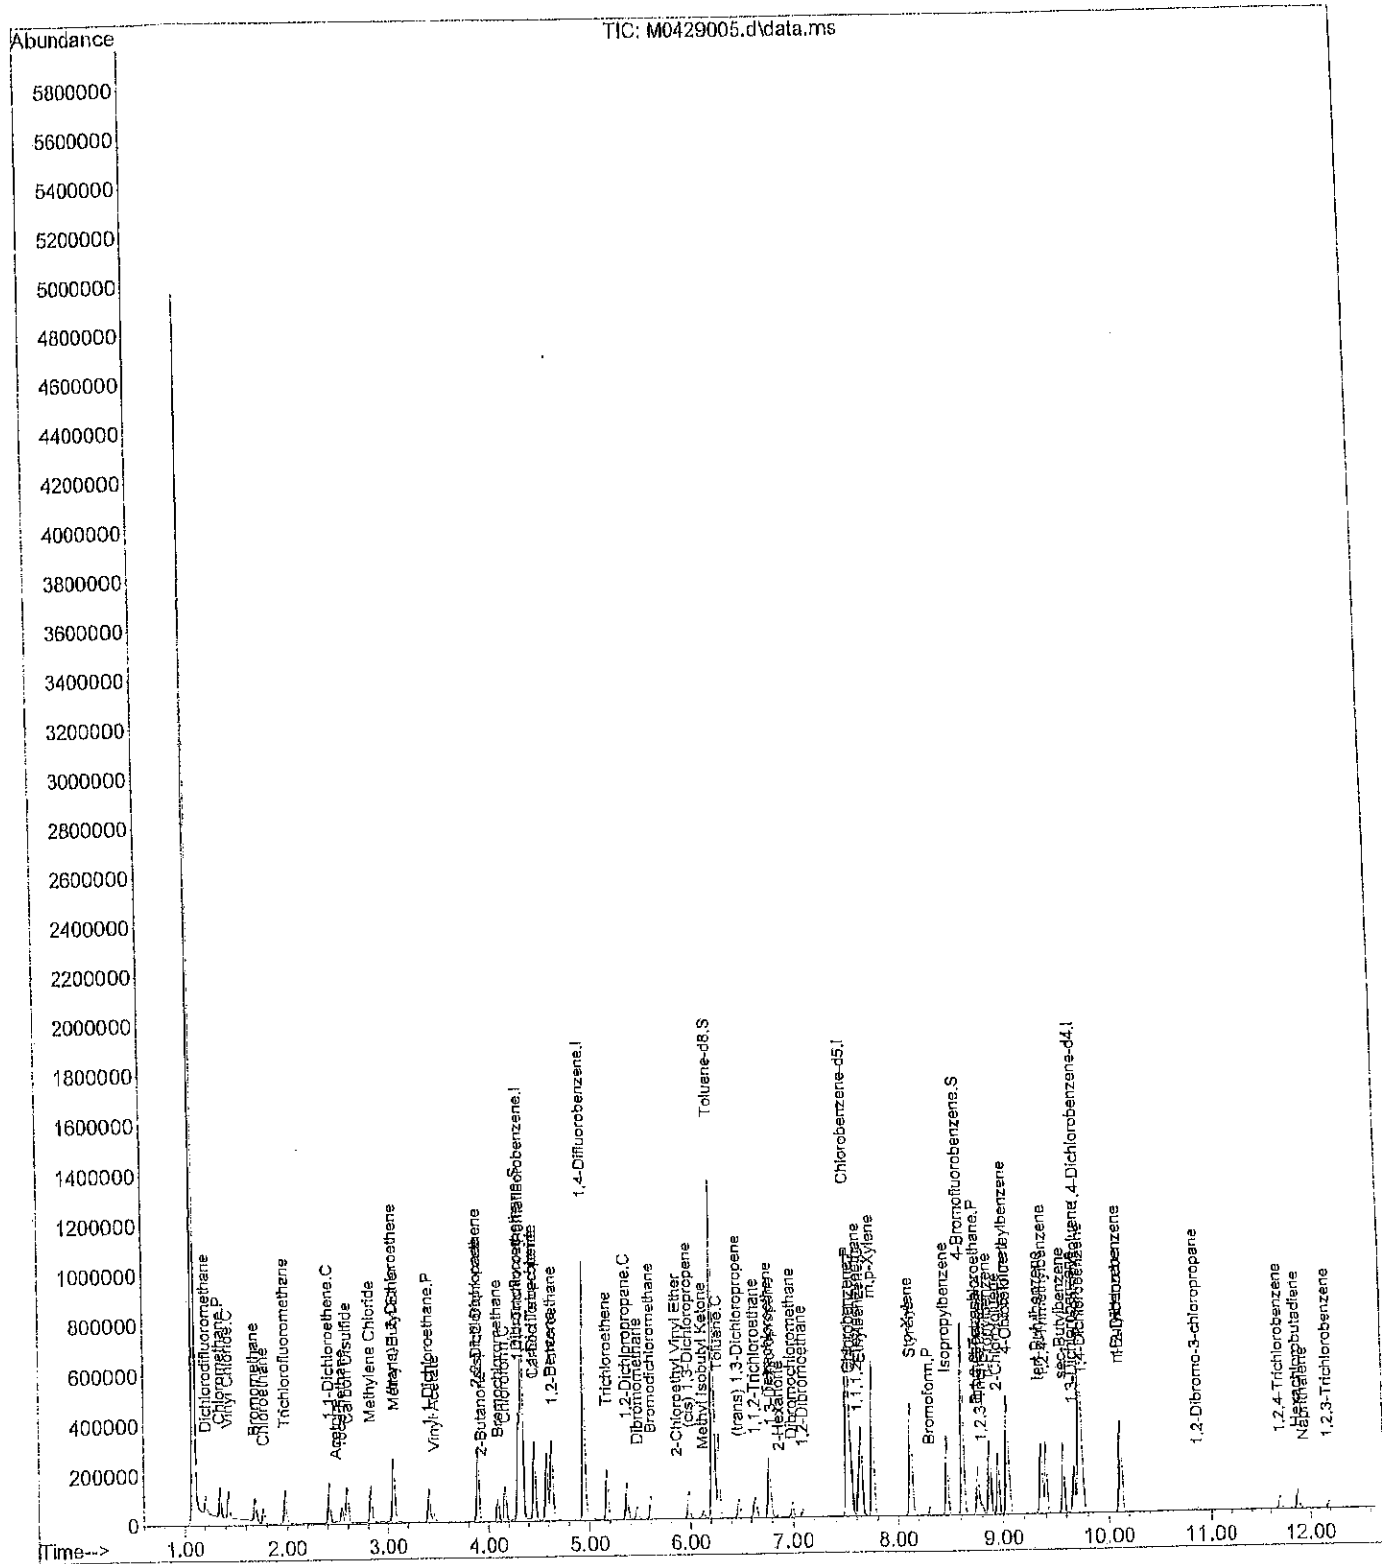 TIC: M0429005.d\data.ms
Abundance
5800000
5600000
5400000
5200000
5000000
4800000
4600000
4400000
4200000
4000000
3800000
3600000
3400000
3200000
3000000
2800000
2600000
2400000
2200000
2000000
1800000
1600000
1400000
1200000
1000000
800000
600000
400000
200000
0
Dichlorodifluoromethane
Chloromethane,P
Vinyl Chloride,C
Bromomethane
Chloroethane
Trichlorofluoromethane
1,1-Dichloroethene,C
Carbon Disulfide
Methylene Chloride
1,1-Dichloroethane,P
Vinyl Acetate
Chloroform,C
1,4-Difluorobenzene,I
Trichloroethene
1,2-Dichloropropane,C
Dibromomethane
Bromodichloromethane
2-Chloroethyl Vinyl Ether
(cis) 1,3-Dichloropropene
Methyl Isobutyl Ketone
Toluene-d8,S
Toluene,C
(trans) 1,3-Dichloropropene
1,1,2-Trichloroethane
2-Hexanone
Dibromochloromethane
1,2-Dibromoethane
Chlorobenzene-d5,I
m,p-Xylene
Bromoform,P
Isopropylbenzene
4-Bromofluorobenzene,S
sec-Butylbenzene
1,4-Dichlorobenzene-d4,I
1,4-Dichlorobenzene
1,2-Dibromo-3-chloropropane
1,2,4-Trichlorobenzene
Hexachlorobutadiene
Naphthalene
1,2,3-Trichlorobenzene
Time-->
1.00 2.00 3.00 4.00 5.00 6.00 7.00 8.00 9.00 10.00 11.00 12.00